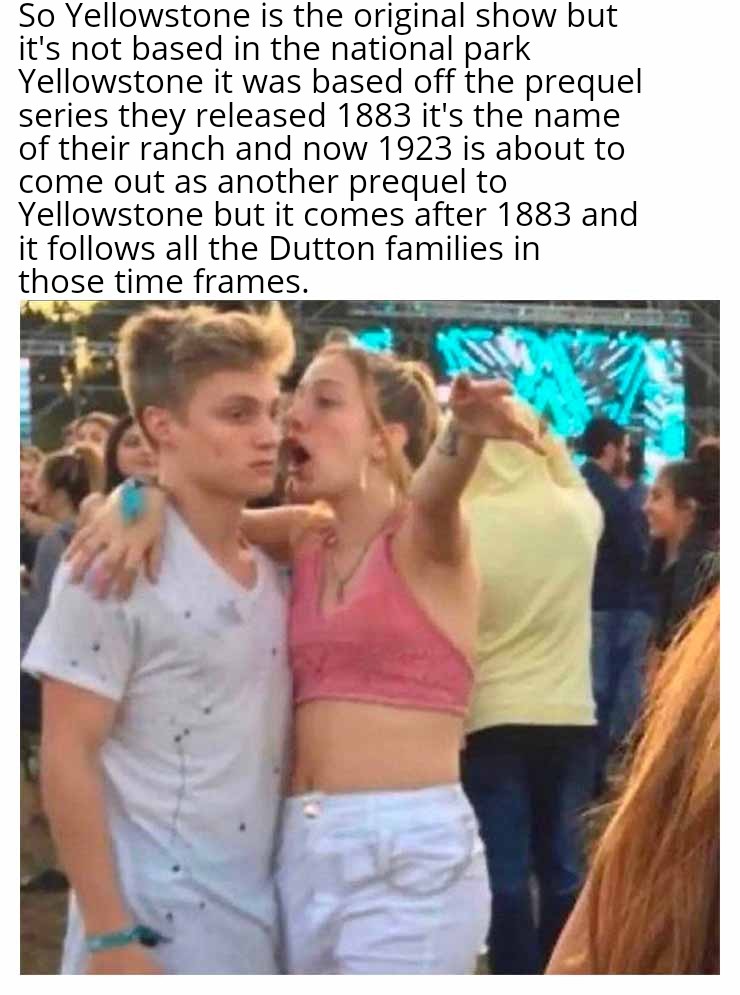 So Yellowstone is the original show but
it's not based in the national park
Yellowstone it was based off the prequel
series they released 1883 it's the name
of their ranch and now 1923 is about to
come out as another prequel to
Yellowstone but it comes after 1883 and
it follows all the Dutton families in
those time frames.